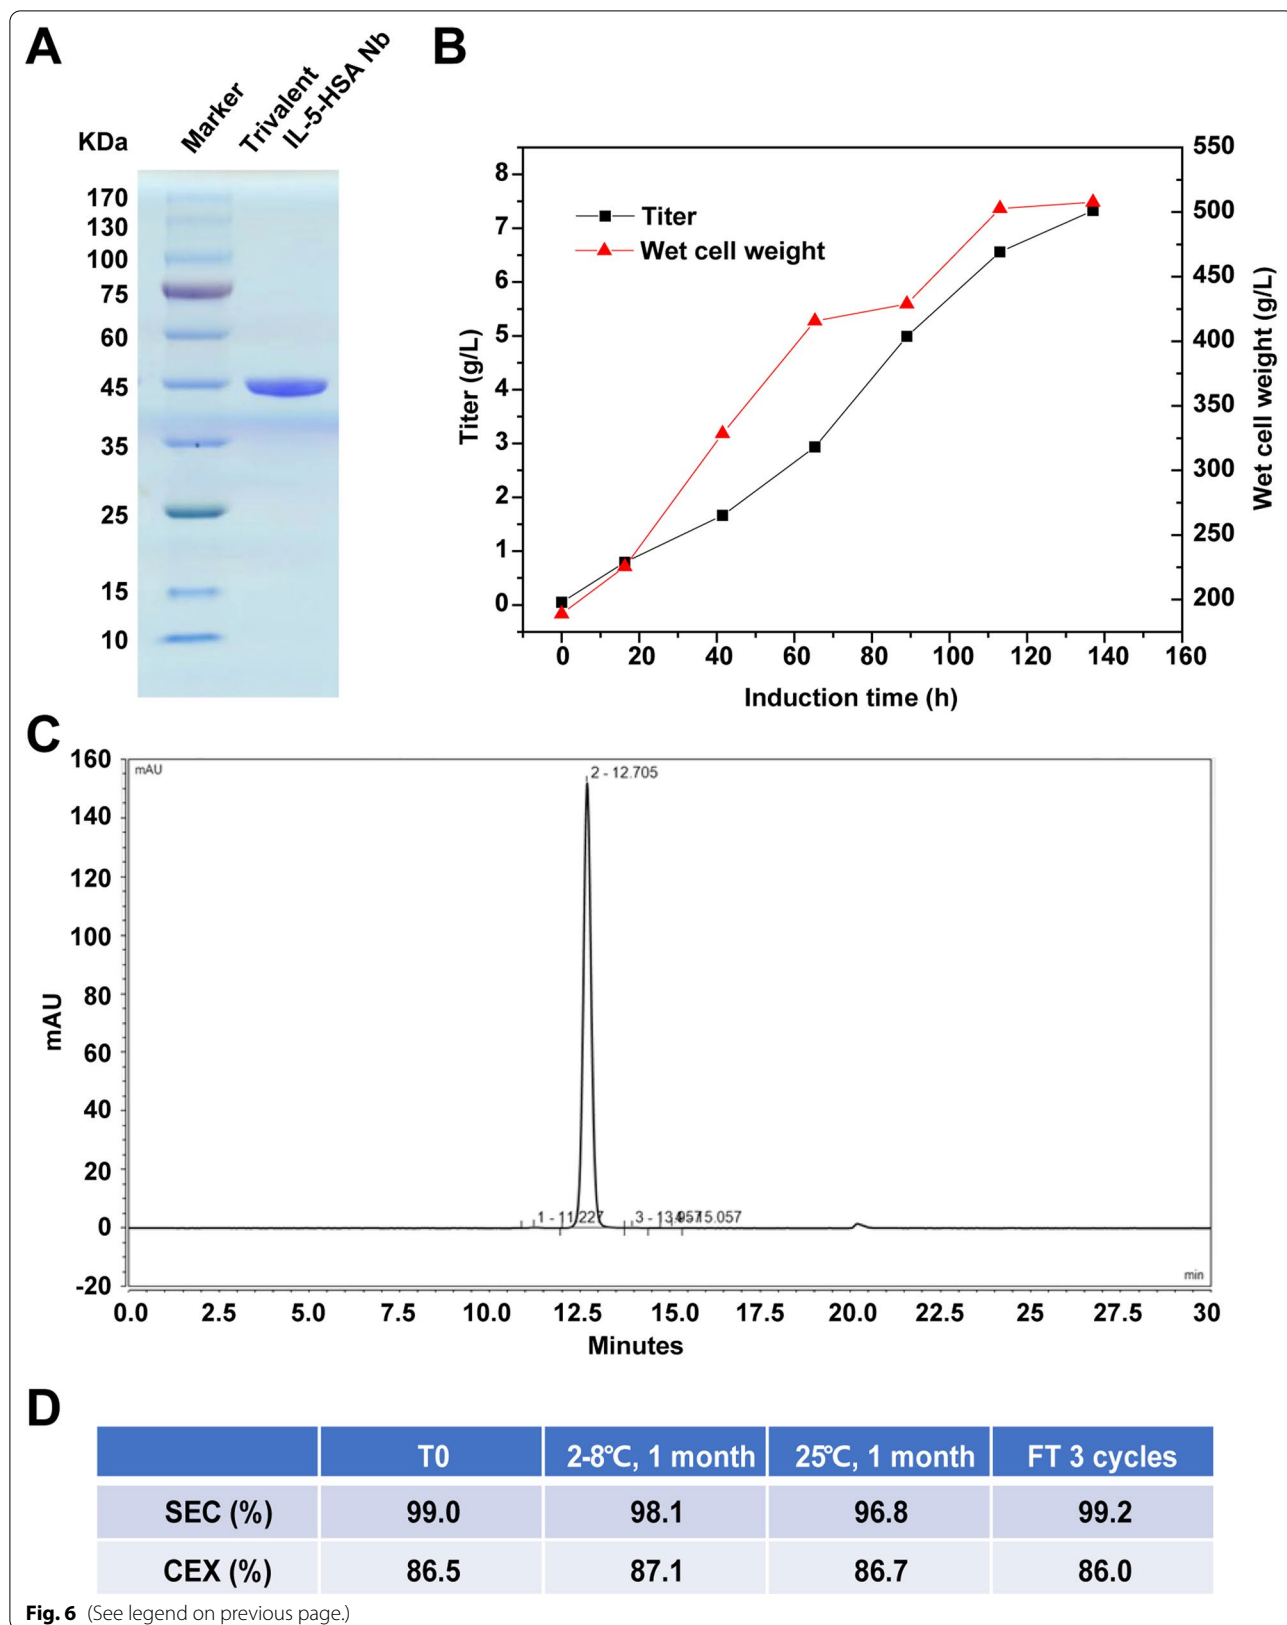 A
KDa
Marker
Trivalent
IL-5-HSA Nb
170
130
100
75
60
45
35
25
15
10
B
Titer
Wet cell weight
8
7
6
5
4
3
2
1
0
Titer (g/L)
550
500
450
400
350
300
250
200
Wet cell weight (g/L)
0 20 40 60 80 100 120 140 160
Induction time (h)
C
mAU
160
140
120
100
80
60
40
20
0
-20
mAU
2 - 12.705
1 - 11.227
3 - 13.957
15.057
min
0.0 2.5 5.0 7.5 10.0 12.5 15.0 17.5 20.0 22.5 25 27.5 30
Minutes
D
T0 2-8℃, 1 month 25℃, 1 month FT 3 cycles
SEC (%) 99.0 98.1 96.8 99.2
CEX (%) 86.5 87.1 86.7 86.0
Fig. 6 (See legend on previous page.)